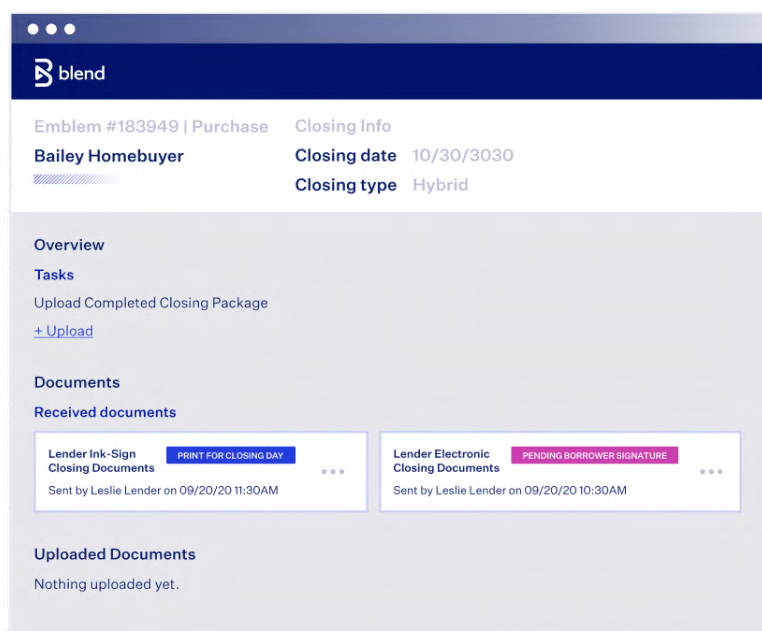 blend
Emblem #183949 | Purchase
Bailey Homebuyer
Closing Info
Closing date 10/30/3030
Closing type Hybrid
Overview
Tasks
Upload Completed Closing Package
+ Upload
Documents
Received documents
Lender Ink-Sign
Closing Documents
PRINT FOR CLOSING DAY
Sent by Leslie Lender on 09/20/20 11:30AM
Lender Electronic
Closing Documents
PENDING BORROWER SIGNATURE
Sent by Leslie Lender on 09/20/20 10:30AM
Uploaded Documents
Nothing uploaded yet.